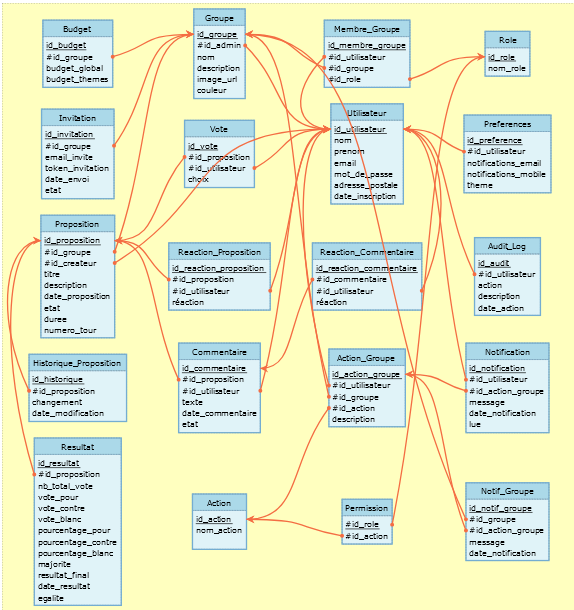 Budget
id_budget
#id_groupe
budget_global
budget_themes
Groupe
id_groupe
#id_admin
nom
description
image_url
couleur
Membre_Groupe
id_membre_groupe
#id_utilisateur
#id_groupe
#id_role
Role
id_role
nom_role
Invitation
id_invitation
#id_groupe
email_invite
token_invitation
date_envoi
etat
Vote
id_vote
#id_proposition
#id_utilisateur
choix
Utilisateur
id_utilisateur
nom
prenom
email
mot_de_passe
adresse_postale
date_inscription
Preferences
id_preference
#id_utilisateur
notifications_email
notifications_mobile
theme
Proposition
id_proposition
#id_groupe
#id_createur
titre
description
date_proposition
etat
duree
numero_tour
Reaction_Proposition
id_reaction_proposition
#id_proposition
#id_utilisateur
réaction
Reaction_Commentaire
id_reaction_commentaire
#id_commentaire
#id_utilisateur
réaction
Audit_Log
id_audit
#id_utilisateur
action
description
date_action
Historique_Proposition
id_historique
#id_proposition
changement
date_modification
Commentaire
id_commentaire
#id_proposition
#id_utilisateur
texte
date_commentaire
etat
Action_Groupe
id_action_groupe
#id_utilisateur
#id_groupe
#id_action
description
Notification
id_notification
#id_utilisateur
#id_action_groupe
message
date_notification
lue
Resultat
id_resultat
#id_proposition
nb_total_vote
vote_pour
vote_contre
vote_blanc
pourcentage_pour
pourcentage_contre
pourcentage_blanc
majorite
resultat_final
date_resultat
egalite
Action
id_action
nom_action
Permission
#id_role
#id_action
Notif_Groupe
id_notif_groupe
#id_groupe
#id_action_groupe
message
date_notification